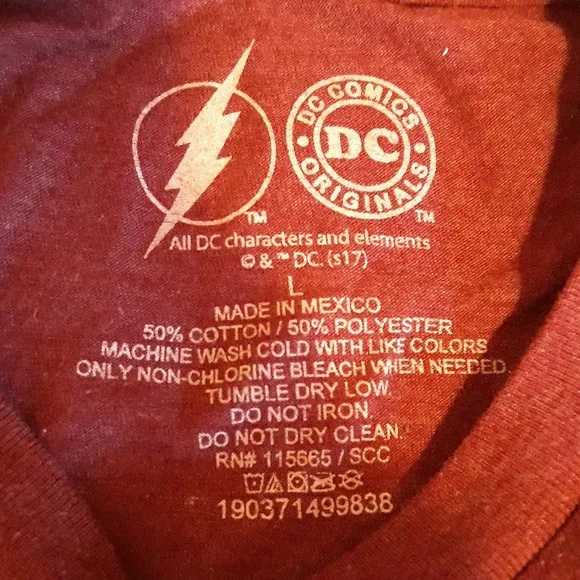 DC COMICS
DC
ORIGINALS
TM
TM
All DC characters and elements
© & ™ DC. (s17)
L
MADE IN MEXICO
50% COTTON / 50% POLYESTER
MACHINE WASH COLD WITH LIKE COLORS
ONLY NON-CHLORINE BLEACH WHEN NEEDED.
TUMBLE DRY LOW.
DO NOT IRON.
DO NOT DRY CLEAN.
RN# 115665 / SCC
190371499838